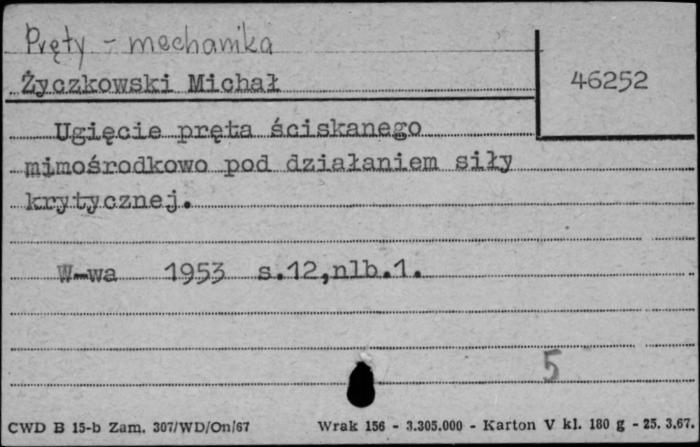 Pręty - mechanika
Życzkowski Michał
46252
Ugięcie pręta ściskanego
mimośrodkowo pod działaniem siły
krytycznej.
W-wa 1953 s.12,nlb.1.
5
CWD B 15-b Zam. 307/WD/On/67 Wrak 156 - 3.305.000 - Karton V kl. 180 g - 25. 3.67.